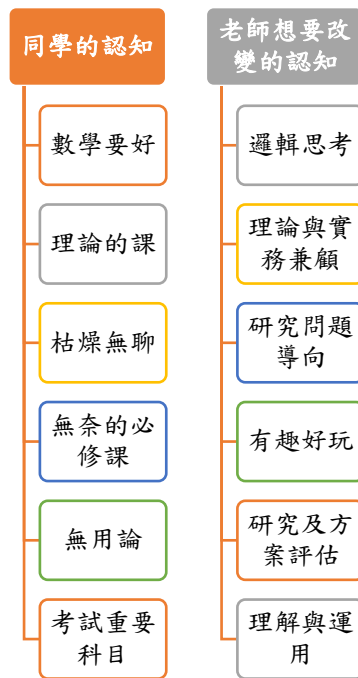 同學的認知
數學要好
理論的課
枯燥無聊
無奈的必
修課
無用論
考試重要
科目
老師想要改
變的認知
邏輯思考
理論與實
務兼顧
研究問題
導向
有趣好玩
研究及方
案評估
理解與運
用